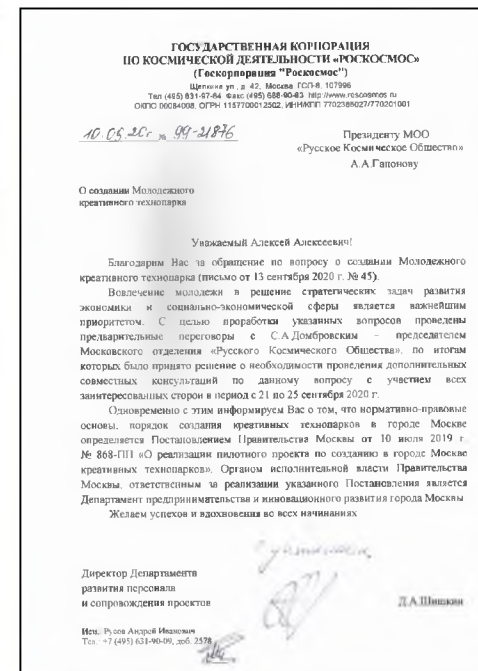 ГОСУДАРСТВЕННАЯ КОРПОРАЦИЯ
ПО КОСМИЧЕСКОЙ ДЕЯТЕЛЬНОСТИ «РОСКОСМОС»
(Госкорпорация "Роскосмос")
Щепкина ул., д. 42, Москва, ГСП-6, 107996
Тел (495) 631-97-64 Факс (495) 688-90-63 http://www.roscosmos.ru
ОКПО 00084008, ОГРН 1157700012502, ИНН/КПП 7702388027/770201001
№ 99-21876
Президенту МОО
«Русское Космическое Общество»
А.А.Гапонову
О создании Молодежного
креативного технопарка
Уважаемый Алексей Алексеевич!
Благодарим Вас за обращение по вопросу о создании Молодежного
креативного технопарка (письмо от 13 сентября 2020 г. № 45).
Вовлечение молодежи в решение стратегических задач развития
экономики и социально-экономической сферы является важнейшим
приоритетом. С целью проработки указанных вопросов проведены
предварительные переговоры с С.А.Домбровским – председателем
Московского отделения «Русского Космического Общества», по итогам
которых было принято решение о необходимости проведения дополнительных
совместных консультаций по данному вопросу с участием всех
заинтересованных сторон в период с 21 по 25 сентября 2020 г.
Одновременно с этим информируем Вас о том, что нормативно-правовые
основы, порядок создания креативных технопарков в городе Москве
определяется Постановлением Правительства Москвы от 10 июля 2019 г.
№ 868-ПП «О реализации пилотного проекта по созданию в городе Москве
креативных технопарков». Органом исполнительной власти Правительства
Москвы, ответственным за реализации указанного Постановления является
Департамент предпринимательства и инновационного развития города Москвы
Желаем успехов и вдохновения во всех начинаниях
С уважением
Директор Департамента
развития персонала
и сопровождения проектов
Д.А.Шишкин
Исп.: Русов Андрей Иванович
Тел.: +7 (495) 631-90-09, доб. 2578